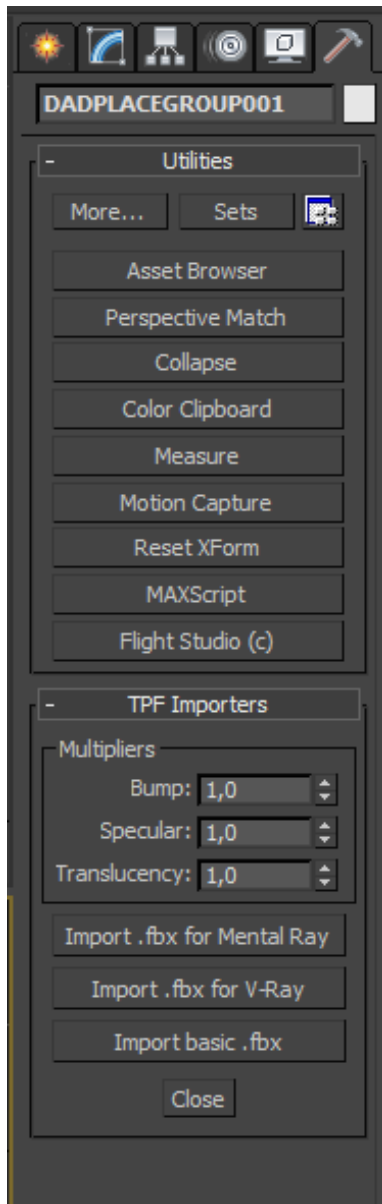 DADPLACEGROUP001
- Utilities
More... Sets
Asset Browser
Perspective Match
Collapse
Color Clipboard
Measure
Motion Capture
Reset XForm
MAXScript
Flight Studio (c)
- TPF Importers
Multipliers
Bump: 1,0
Specular: 1,0
Translucency: 1,0
Import .fbx for Mental Ray
Import .fbx for V-Ray
Import basic .fbx
Close